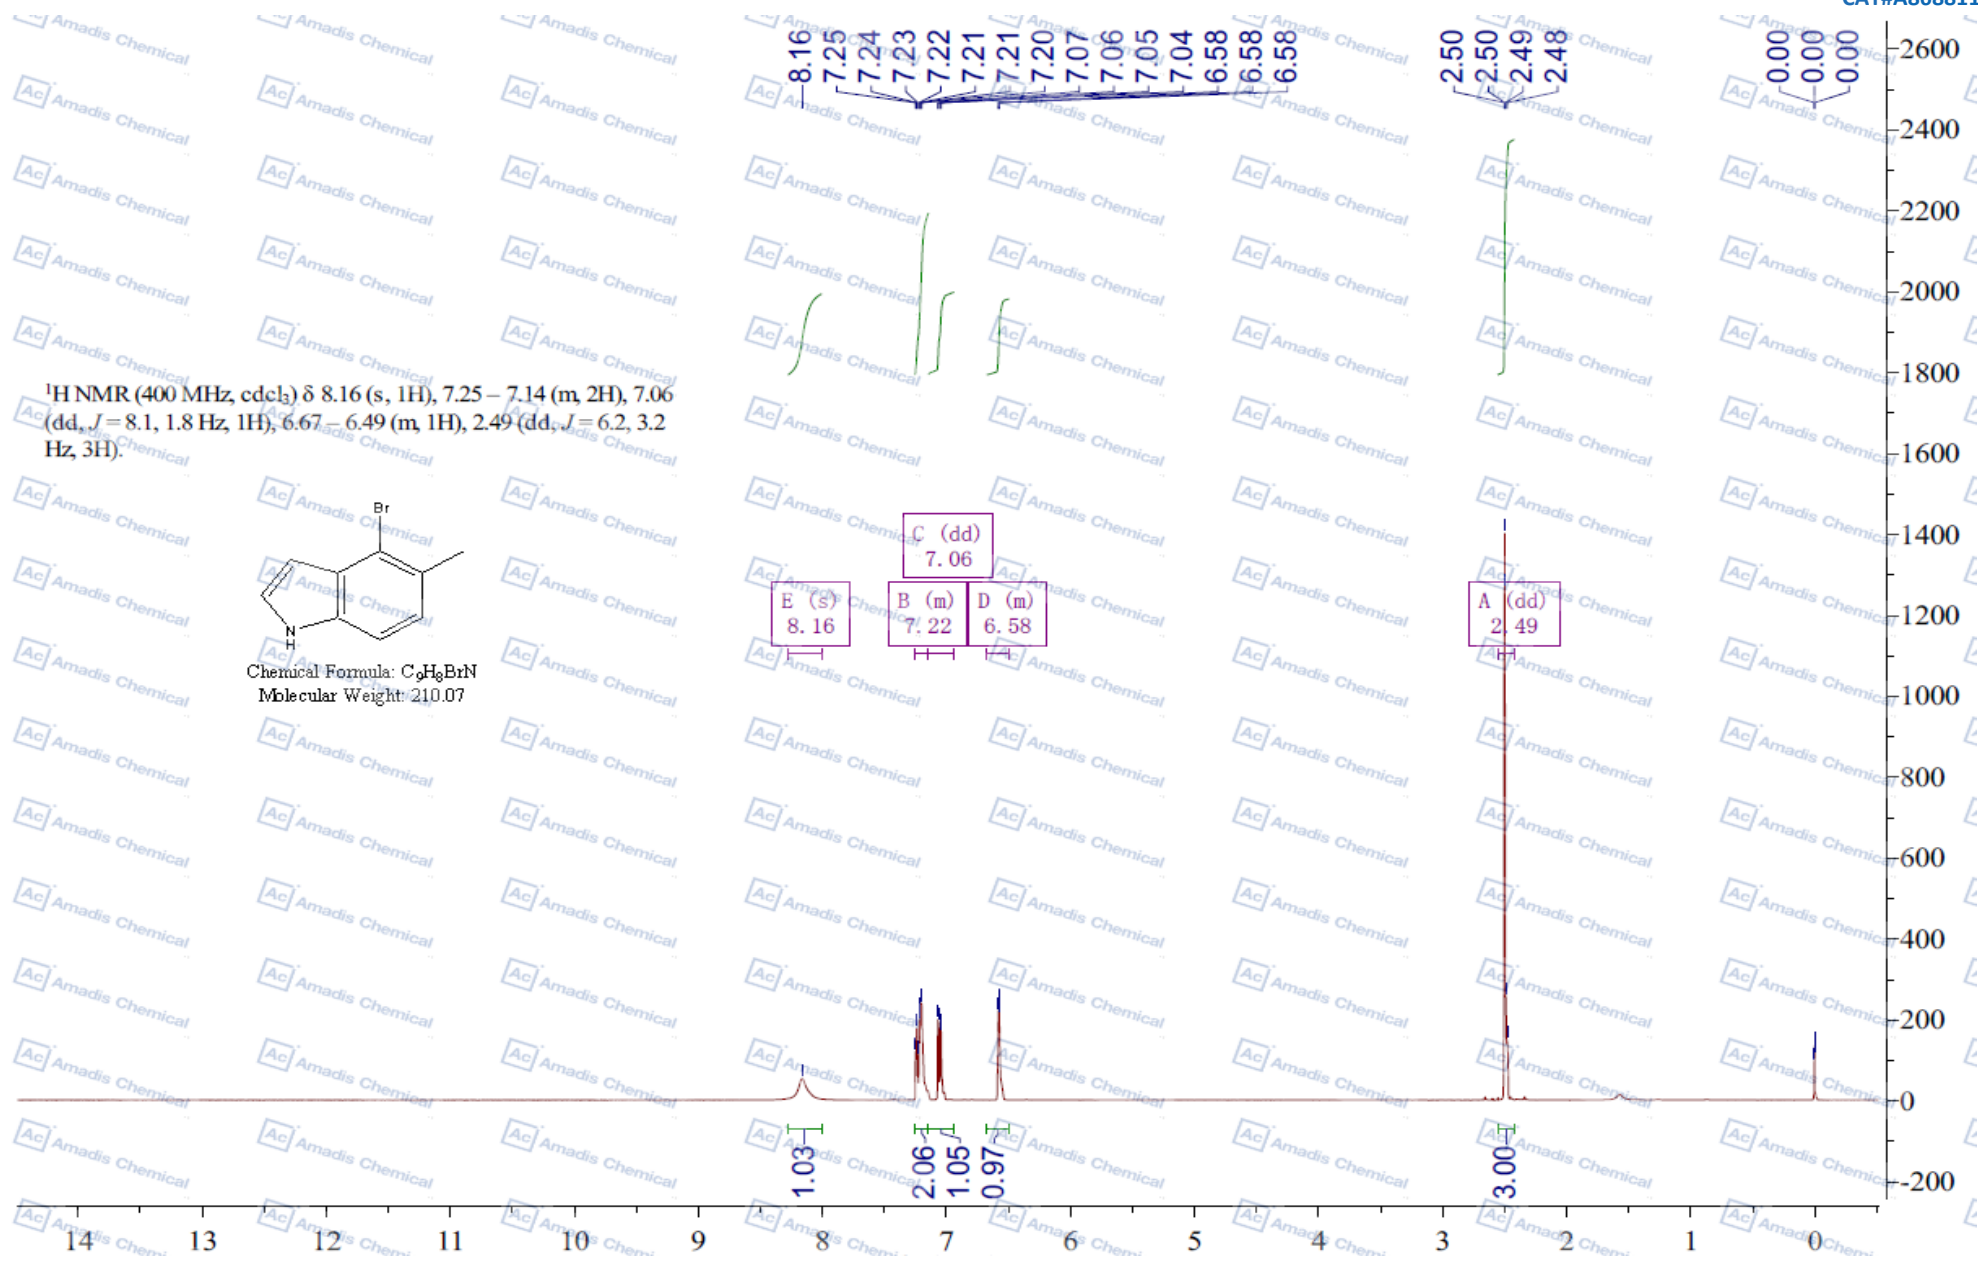 CAT#A808811
8.16
7.25
7.24
7.23
7.22
7.21
7.21
7.20
7.07
7.06
7.05
7.04
6.58
6.58
6.58
2.50
2.50
2.49
2.48
0.00
0.00
0.00
2600
2400
2200
2000
1800
1600
1400
1200
1000
800
600
400
200
0
-200
¹H NMR (400 MHz, cdcl₃) δ 8.16 (s, 1H), 7.25 – 7.14 (m, 2H), 7.06
(dd, J = 8.1, 1.8 Hz, 1H), 6.67 – 6.49 (m, 1H), 2.49 (dd, J = 6.2, 3.2
Hz, 3H).
Br
N
H
Chemical Formula: C₉H₈BrN
Molecular Weight: 210.07
C (dd)
7.06
E (s)
8.16
B (m)
7.22
D (m)
6.58
A (dd)
2.49
1.03
2.06
1.05
0.97
3.00
14 13 12 11 10 9 8 7 6 5 4 3 2 1 0
Ac Amadis Chemical